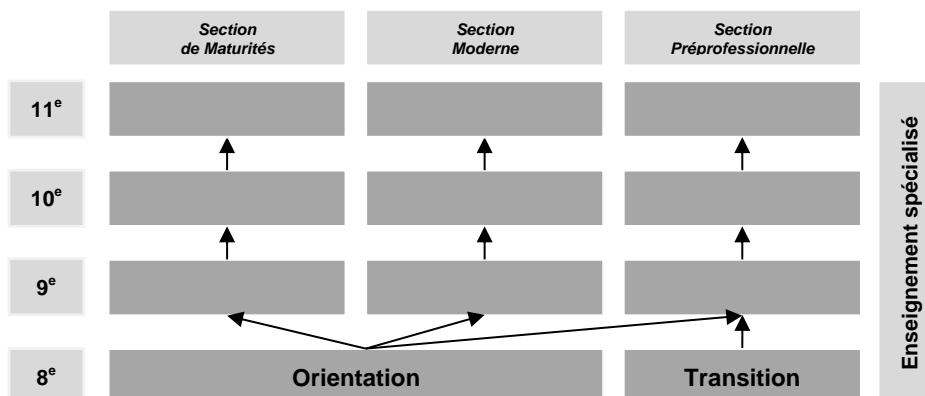 Section
de Maturités
Section
Moderne
Section
Préprofessionnelle
11e
10e
9e
8e
Orientation
Transition
Enseignement spécialisé